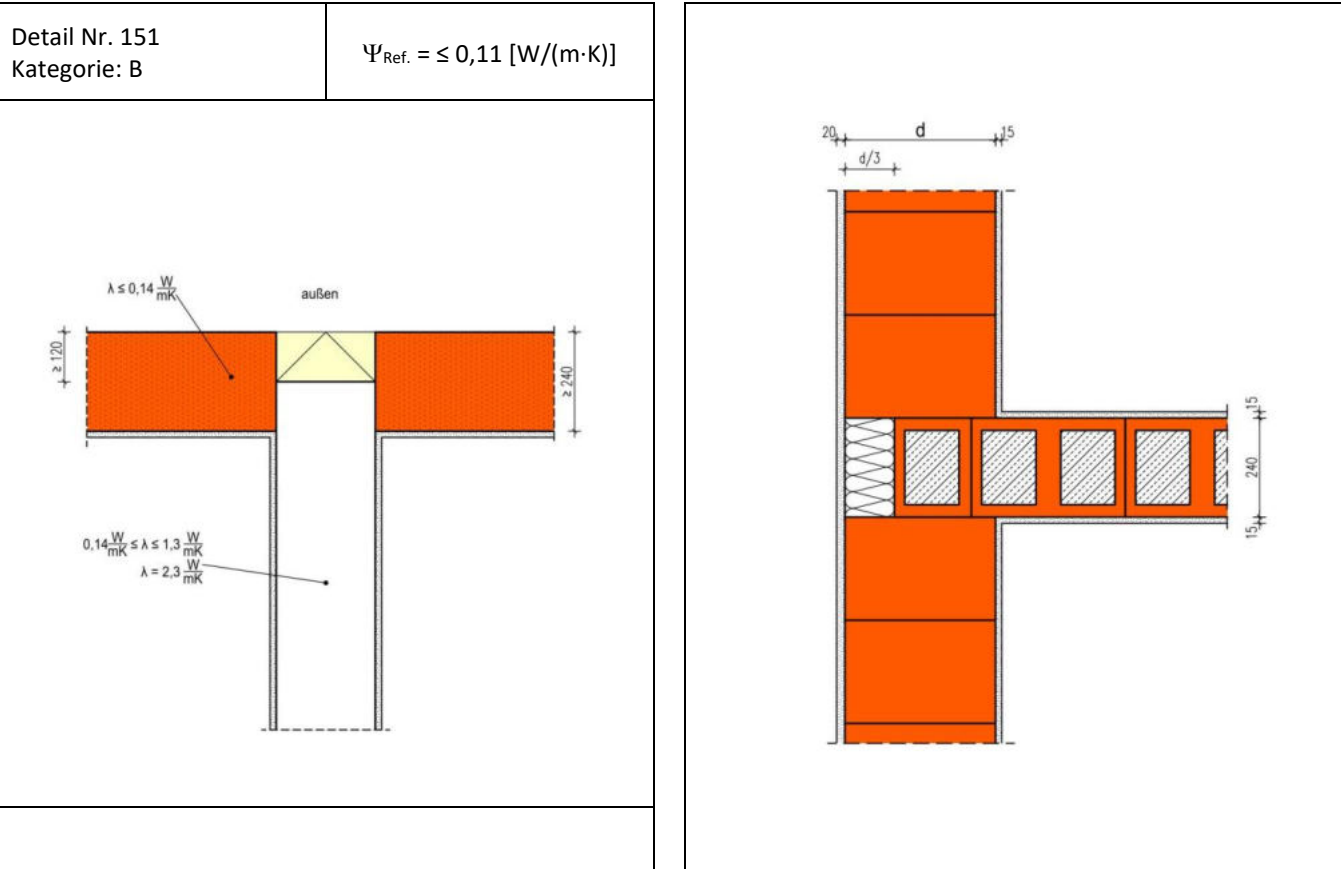 Detail Nr. 151
Kategorie: B
ΨRef. = ≤ 0,11 [W/(m·K)]
λ ≤ 0,14 W/mK
außen
≥ 120
≥ 240
0,14 W/mK ≤ λ ≤ 1,3 W/mK
λ = 2,3 W/mK
20 d 15
d/3
15
240
15